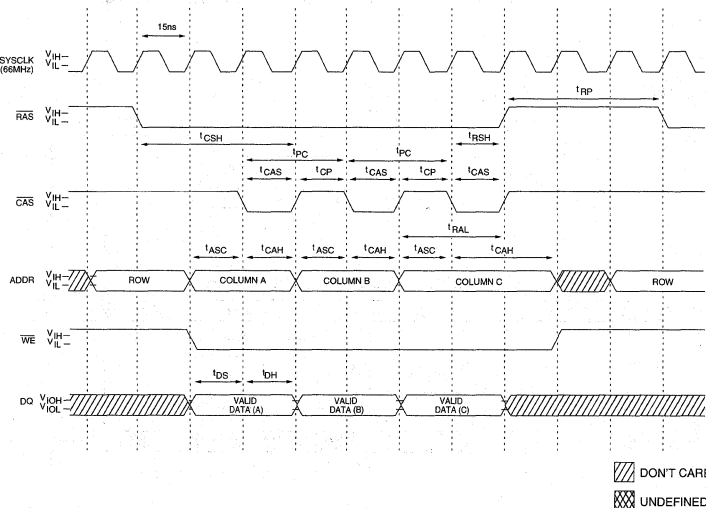 15ns
SYSCLK
(66MHz)
VIH
VIL
tRP
RAS
VIH
VIL
tCSH
tRSH
tPC
tPC
tCAS
tCP
tCAS
tCP
tCAS
CAS
VIH
VIL
tRAL
tASC
tCAH
tASC
tCAH
tASC
tCAH
ADDR
VIH
VIL
ROW
COLUMN A
COLUMN B
COLUMN C
ROW
WE
VIH
VIL
tDS
tDH
DQ
VIOH
VIOL
VALID
DATA (A)
VALID
DATA (B)
VALID
DATA (C)
DON'T CARE
UNDEFINED